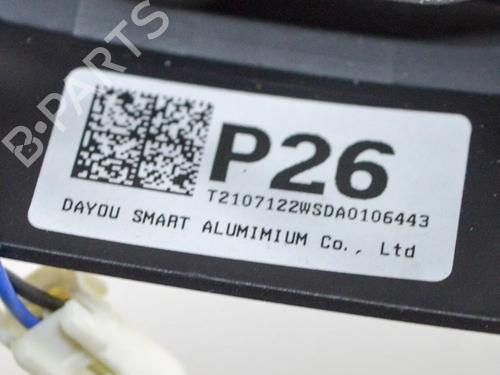 B-PARTS
P26
T2107122WSDA0106443
DAYOU SMART ALUMIMIUM Co., Ltd